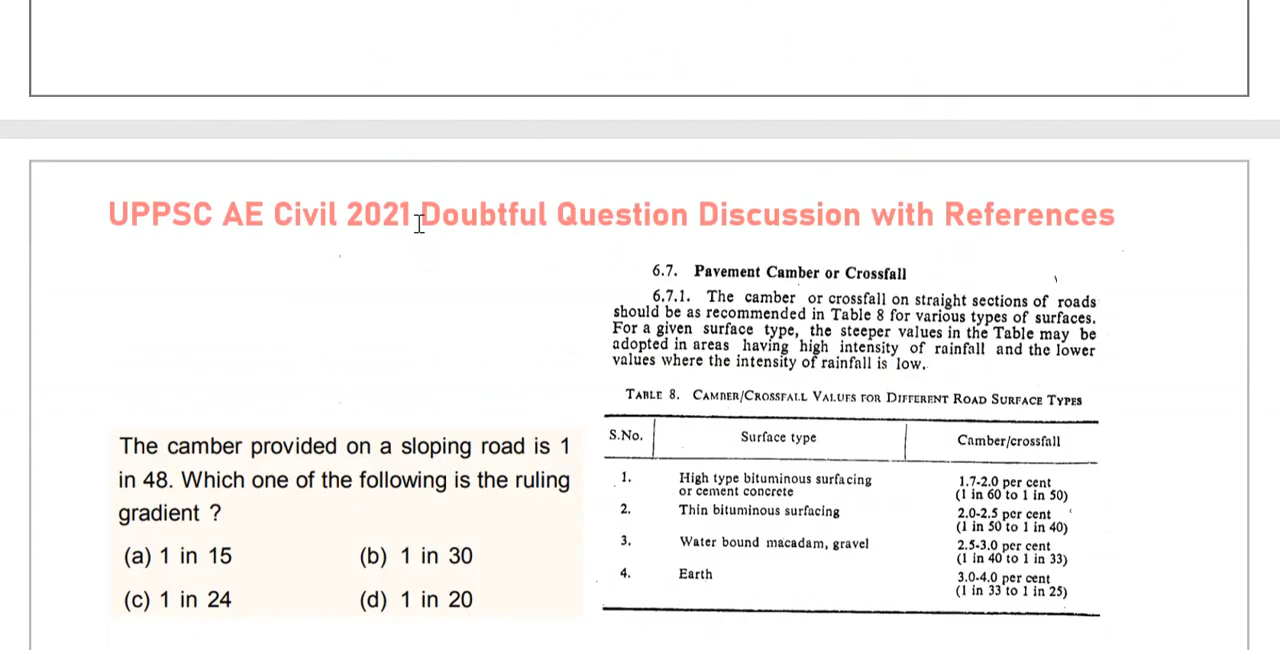 UPPSC AE Civil 2021 Doubtful Question Discussion with References
6.7. Pavement Camber or Crossfall
6.7.1. The camber or crossfall on straight sections of roads
should be as recommended in Table 8 for various types of surfaces.
For a given surface type, the steeper values in the Table may be
adopted in areas having high intensity of rainfall and the lower
values where the intensity of rainfall is low.
TABLE 8. CAMBER/CROSSFALL VALUES FOR DIFFERENT ROAD SURFACE TYPES
S.No. Surface type Camber/crossfall
1. High type bituminous surfacing 1.7-2.0 per cent
or cement concrete (1 in 60 to 1 in 50)
2. Thin bituminous surfacing 2.0-2.5 per cent
(1 in 50 to 1 in 40)
3. Water bound macadam, gravel 2.5-3.0 per cent
(1 in 40 to 1 in 33)
4. Earth 3.0-4.0 per cent
(1 in 33 to 1 in 25)
The camber provided on a sloping road is 1
in 48. Which one of the following is the ruling
gradient ?
(a) 1 in 15 (b) 1 in 30
(c) 1 in 24 (d) 1 in 20